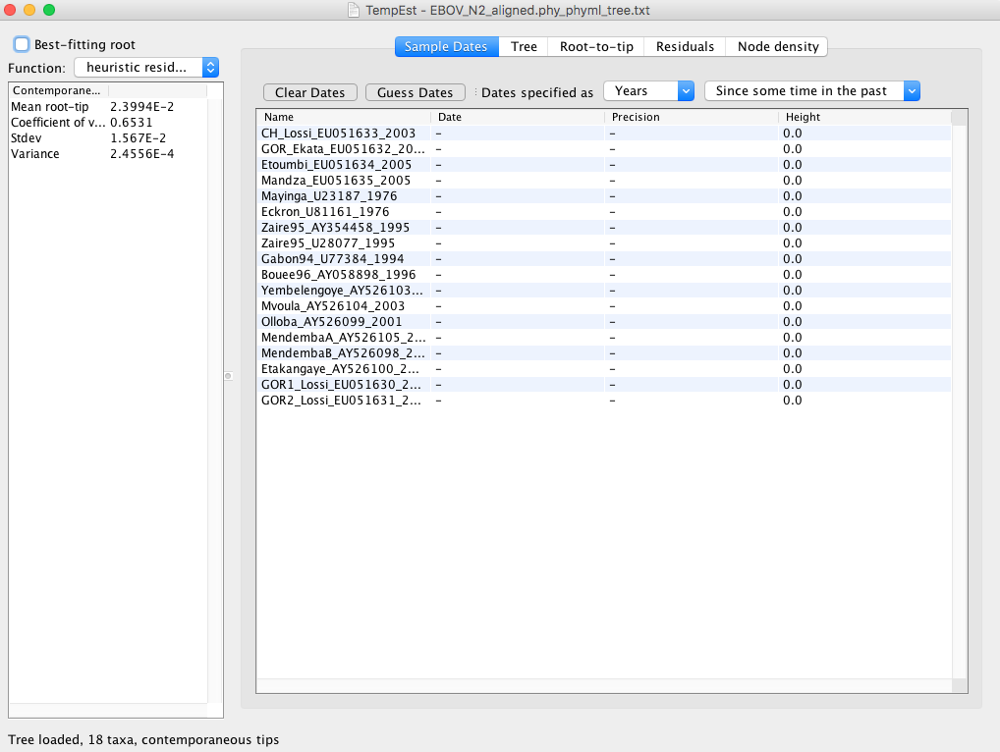 TempEst - EBOV_N2_aligned.phy_phyml_tree.txt
Best-fitting root
Function: heuristic resid...
Contemporane...
Mean root-tip 2.3994E-2
Coefficient of v... 0.6531
Stdev 1.567E-2
Variance 2.4556E-4
Sample Dates Tree Root-to-tip Residuals Node density
Clear Dates Guess Dates Dates specified as Years Since some time in the past
Name Date Precision Height
CH_Lossi_EU051633_2003 - - 0.0
GOR_Ekata_EU051632_20... - - 0.0
Etoumbi_EU051634_2005 - - 0.0
Mandza_EU051635_2005 - - 0.0
Mayinga_U23187_1976 - - 0.0
Eckron_U81161_1976 - - 0.0
Zaire95_AY354458_1995 - - 0.0
Zaire95_U28077_1995 - - 0.0
Gabon94_U77384_1994 - - 0.0
Bouee96_AY058898_1996 - - 0.0
Yembelengoye_AY526103... - - 0.0
Mvoula_AY526104_2003 - - 0.0
Olloba_AY526099_2001 - - 0.0
MendembaA_AY526105_2... - - 0.0
MendembaB_AY526098_2... - - 0.0
Etakangaye_AY526100_2... - - 0.0
GOR1_Lossi_EU051630_2... - - 0.0
GOR2_Lossi_EU051631_2... - - 0.0
Tree loaded, 18 taxa, contemporaneous tips